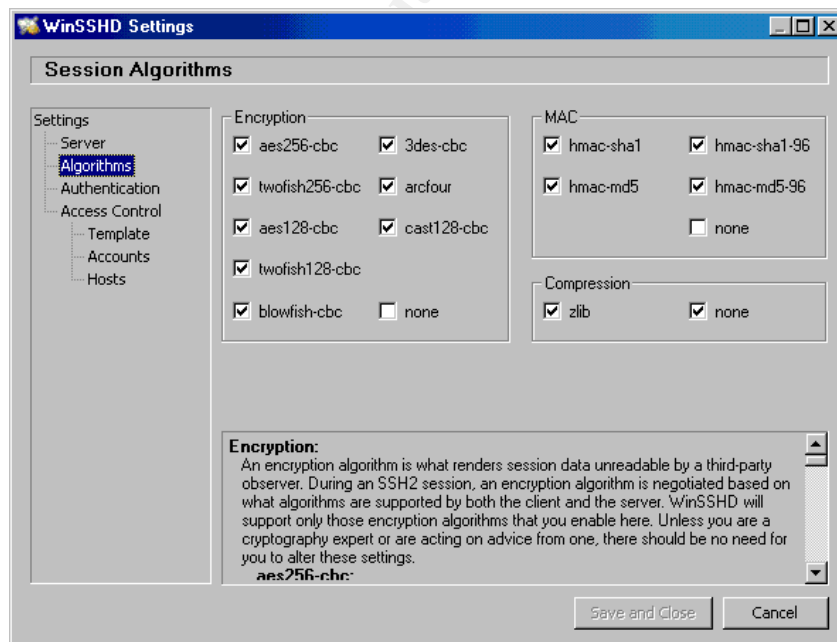 WinSSHD Settings
Session Algorithms
Settings
Server
Algorithms
Authentication
Access Control
Template
Accounts
Hosts
Encryption
aes256-cbc 3des-cbc
twofish256-cbc arcfour
aes128-cbc cast128-cbc
twofish128-cbc
blowfish-cbc none
MAC
hmac-sha1 hmac-sha1-96
hmac-md5 hmac-md5-96
none
Compression
zlib none
Encryption:
An encryption algorithm is what renders session data unreadable by a third-party
observer. During an SSH2 session, an encryption algorithm is negotiated based on
what algorithms are supported by both the client and the server. WinSSHD will
support only those encryption algorithms that you enable here. Unless you are a
cryptography expert or are acting on advice from one, there should be no need for
you to alter these settings.
aes256-cbc:
Save and Close Cancel